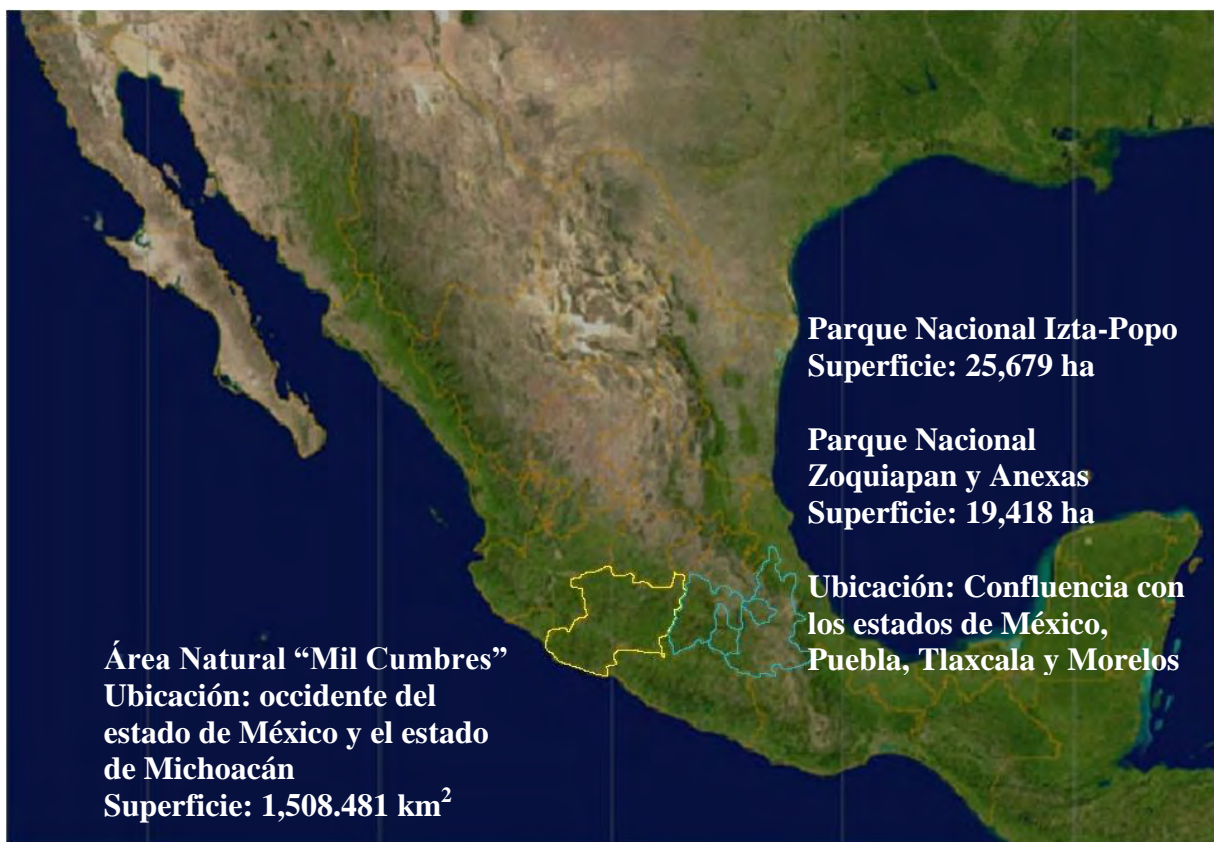 Parque Nacional Izta-Popo
Superficie: 25,679 ha
Parque Nacional
Zoquiapan y Anexas
Superficie: 19,418 ha
Ubicación: Confluencia con
los estados de México,
Puebla, Tlaxcala y Morelos
Área Natural “Mil Cumbres”
Ubicación: occidente del
estado de México y el estado
de Michoacán
Superficie: 1,508.481 km²